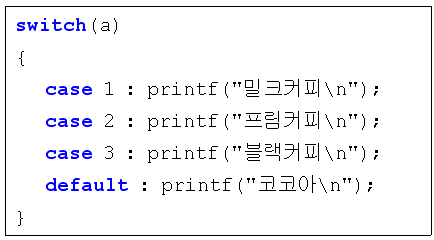 switch(a)
{
case 1 : printf("밀크커피\n");
case 2 : printf("프림커피\n");
case 3 : printf("블랙커피\n");
default : printf("코코아\n");
}